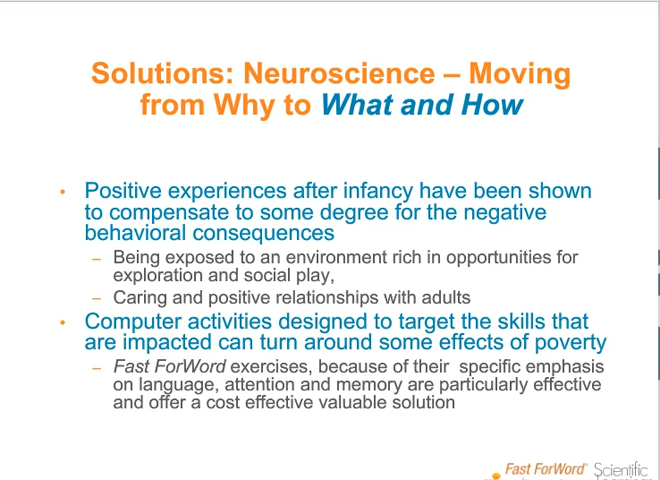 Solutions: Neuroscience – Moving
from Why to What and How
• Positive experiences after infancy have been shown
to compensate to some degree for the negative
behavioral consequences
– Being exposed to an environment rich in opportunities for
exploration and social play,
– Caring and positive relationships with adults
• Computer activities designed to target the skills that
are impacted can turn around some effects of poverty
– Fast ForWord exercises, because of their specific emphasis
on language, attention and memory are particularly effective
and offer a cost effective valuable solution
Fast ForWord™ Scientific